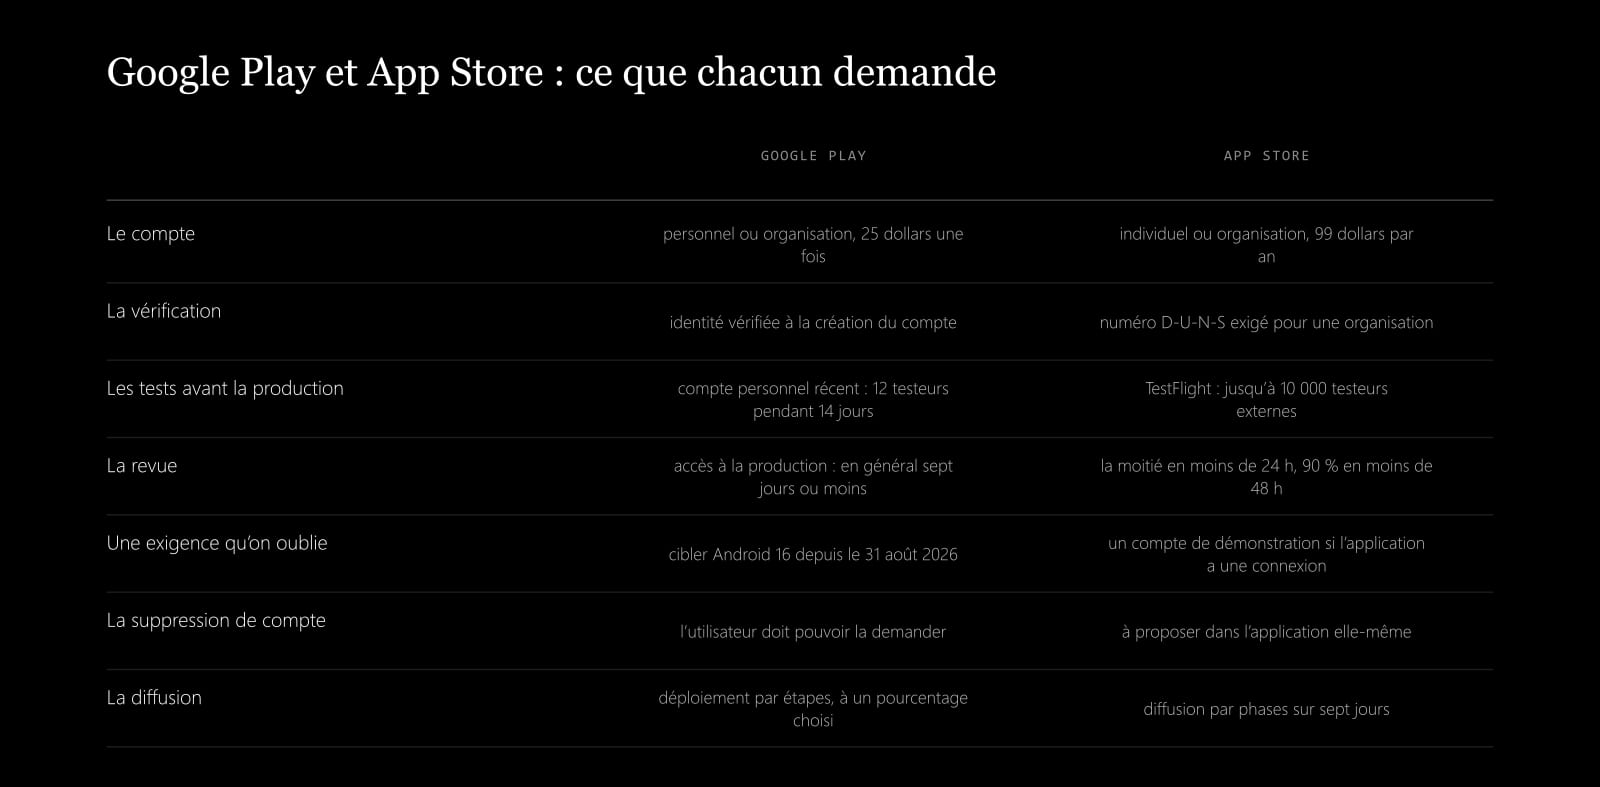 Google Play et App Store : ce que chacun demande
GOOGLE PLAY
APP STORE
Le compte
personnel ou organisation, 25 dollars une
fois
individuel ou organisation, 99 dollars par
an
La vérification
identité vérifiée à la création du compte
numéro D-U-N-S exigé pour une organisation
Les tests avant la production
compte personnel récent : 12 testeurs
pendant 14 jours
TestFlight : jusqu’à 10 000 testeurs
externes
La revue
accès à la production : en général sept
jours ou moins
la moitié en moins de 24 h, 90 % en moins de
48 h
Une exigence qu’on oublie
cibler Android 16 depuis le 31 août 2026
un compte de démonstration si l’application
a une connexion
La suppression de compte
l’utilisateur doit pouvoir la demander
à proposer dans l’application elle-même
La diffusion
déploiement par étapes, à un pourcentage
choisi
diffusion par phases sur sept jours